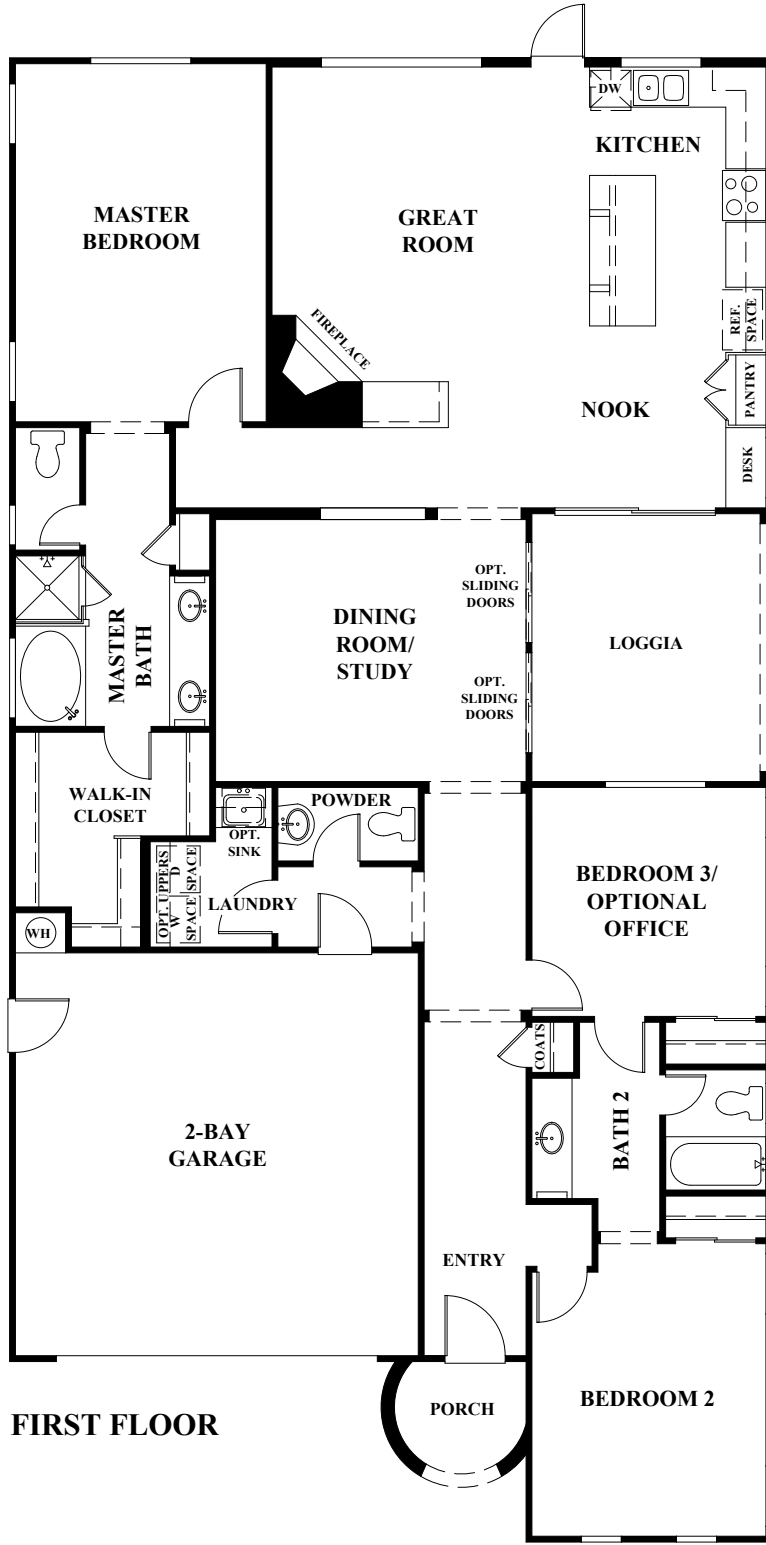 DW
KITCHEN
MASTER
BEDROOM
GREAT
ROOM
REF.
SPACE
FIREPLACE
PANTRY
NOOK
DESK
OPT.
SLIDING
DOORS
DINING
ROOM/
STUDY
MASTER
BATH
LOGGIA
OPT.
SLIDING
DOORS
WALK-IN
CLOSET
POWDER
OPT.
SINK
OPT. UPPERS
D
SPACE
W
SPACE
LAUNDRY
BEDROOM 3/
OPTIONAL
OFFICE
WH
COATS
2-BAY
GARAGE
BATH 2
ENTRY
BEDROOM 2
PORCH
FIRST FLOOR